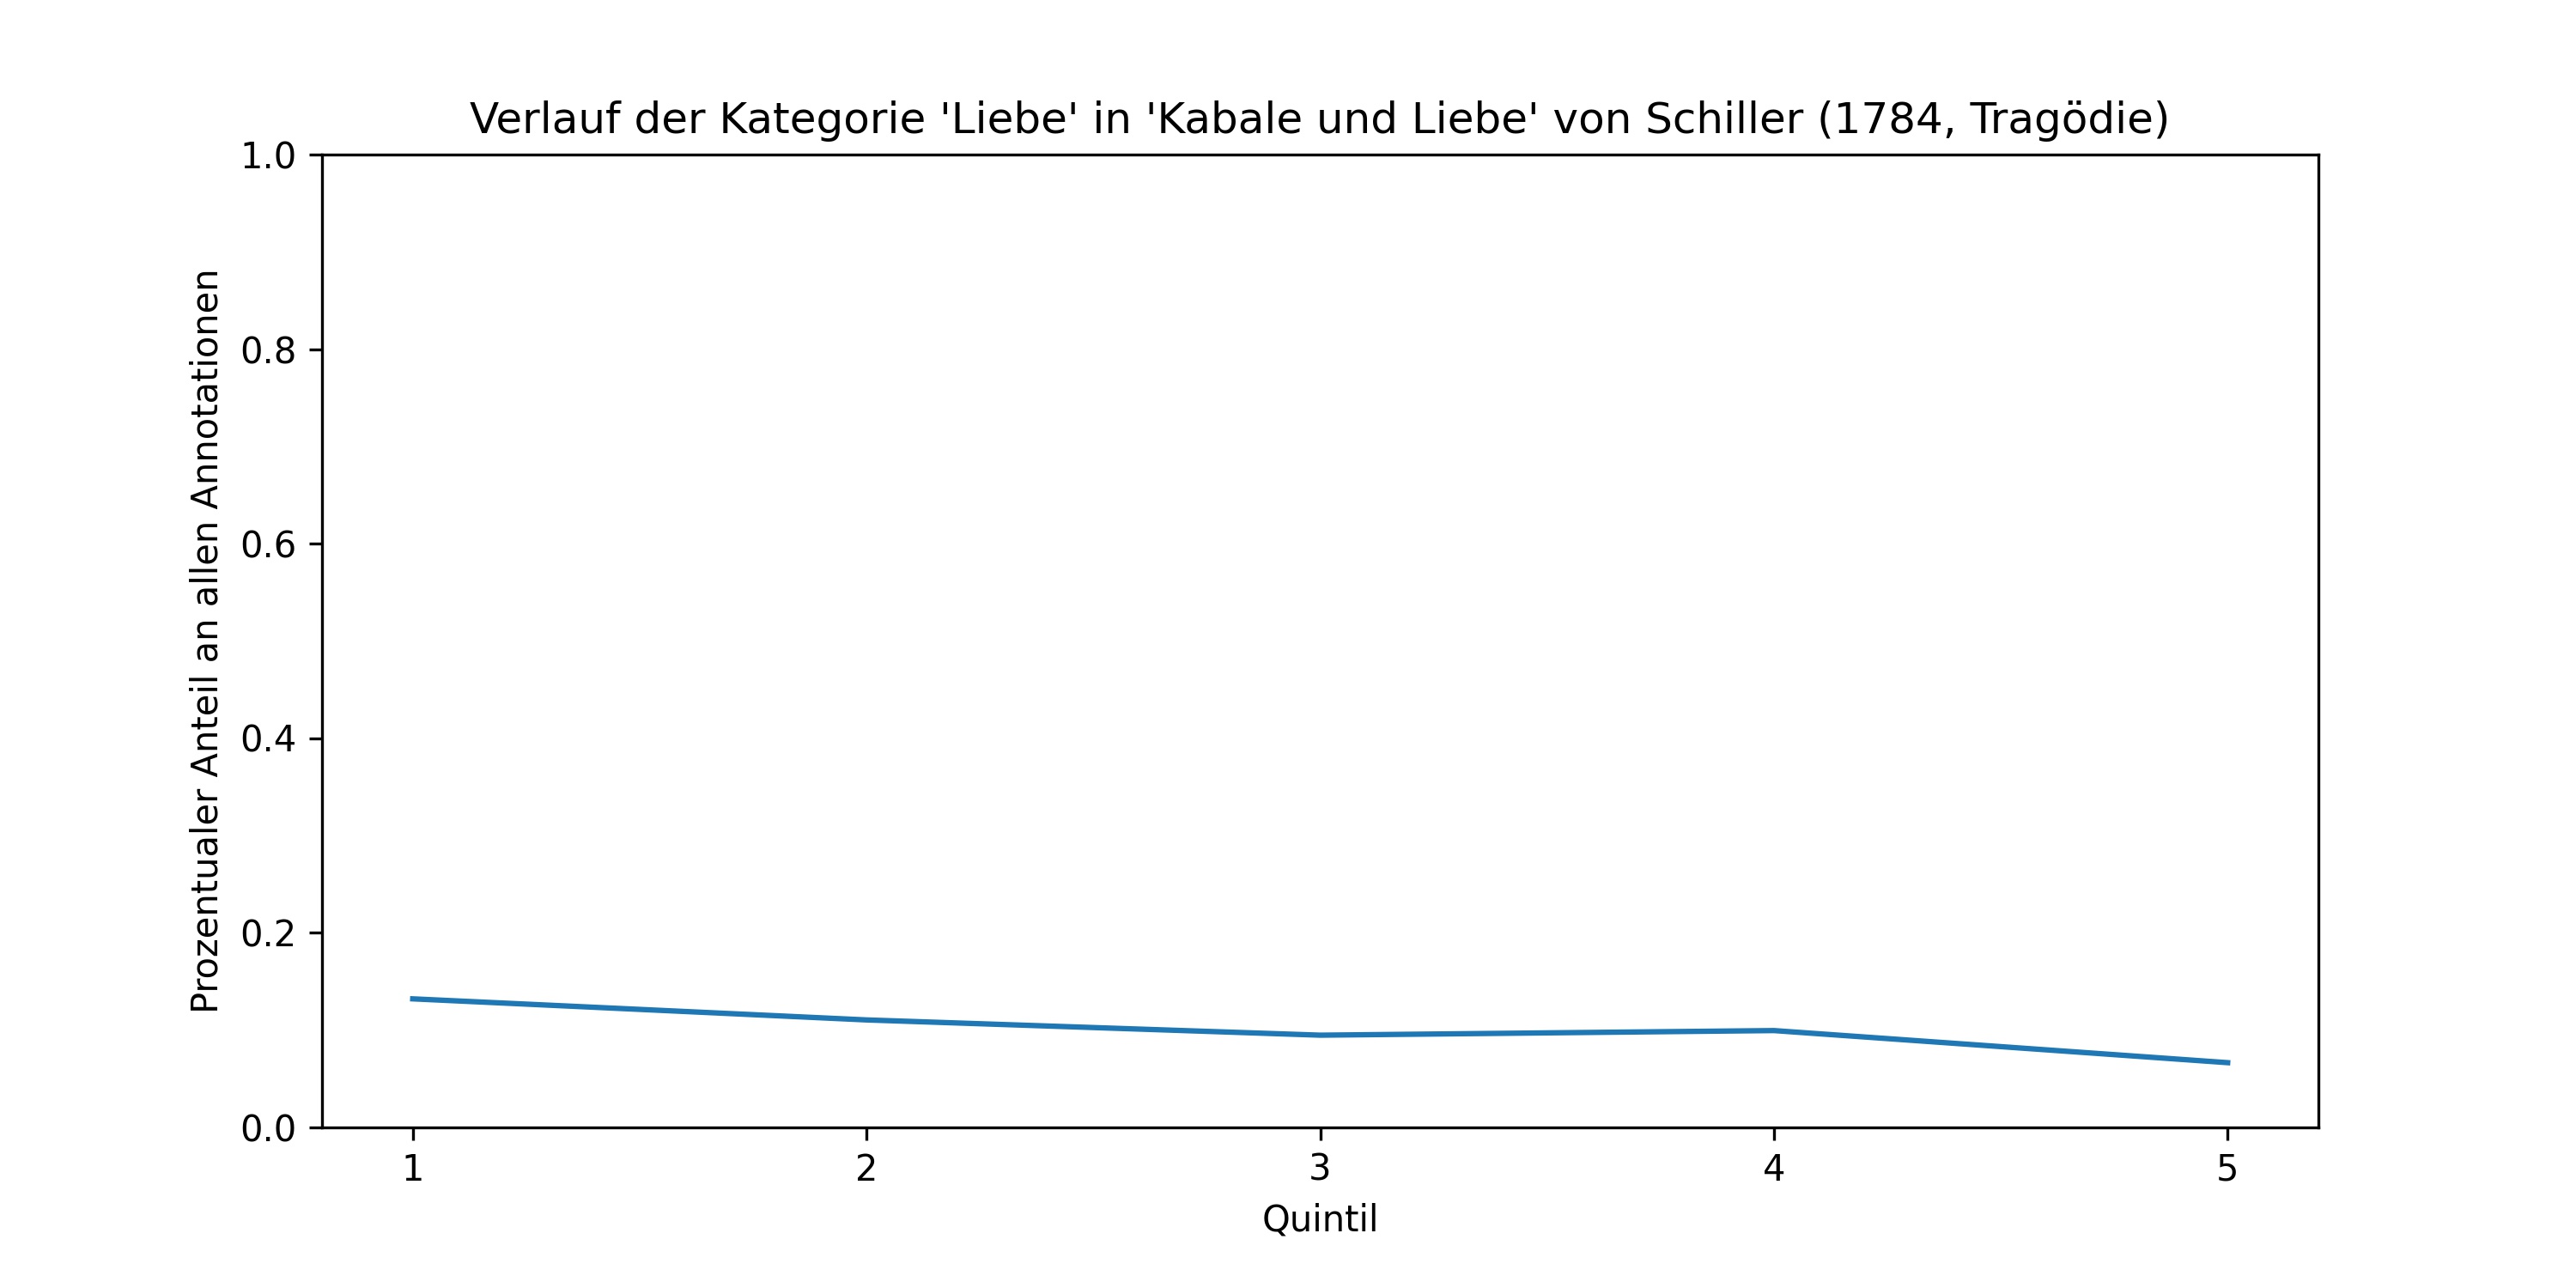 Verlauf der Kategorie 'Liebe' in 'Kabale und Liebe' von Schiller (1784, Tragödie)
Prozentualer Anteil an allen Annotationen
1.0
0.8
0.6
0.4
0.2
0.0
1 2 3 4 5
Quintil